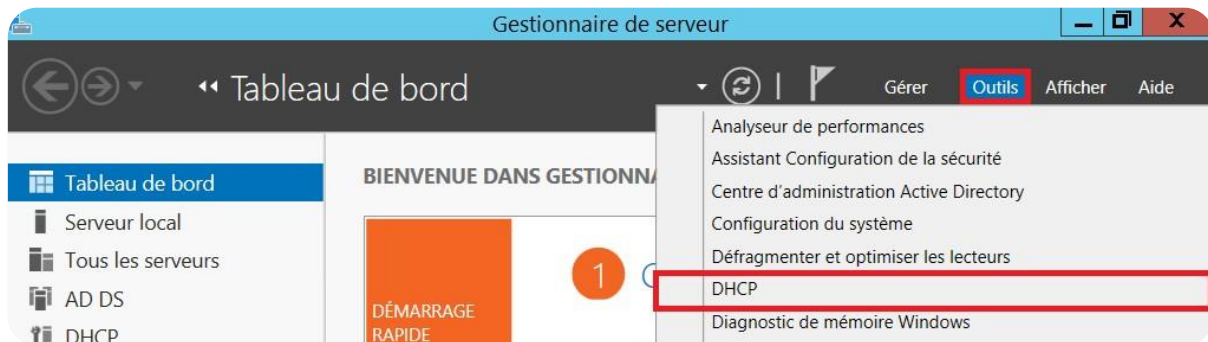 Gestionnaire de serveur
Tableau de bord
Gérer Outils Afficher Aide
Tableau de bord
Serveur local
Tous les serveurs
AD DS
DHCP
BIENVENUE DANS
DÉMARRAGE
RAPIDE
1
Analyseur de performances
Assistant Configuration de la sécurité
Centre d'administration Active Directory
Configuration du système
Défragmenter et optimiser les lecteurs
DHCP
Diagnostic de mémoire Windows